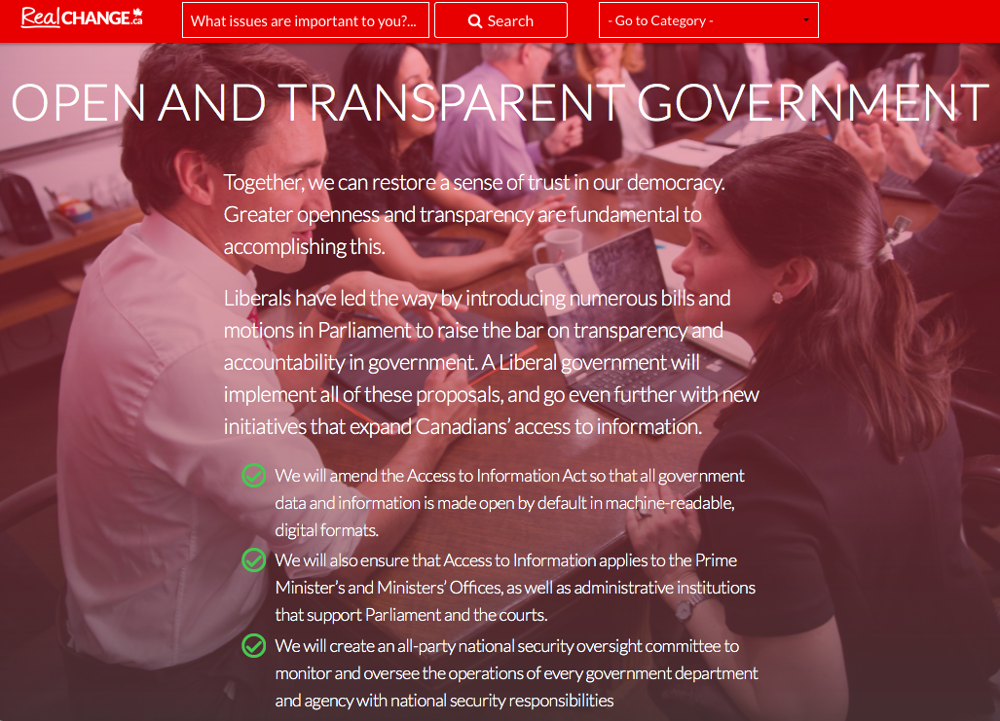 Real CHANGE.ca
What issues are important to you?...
Search
- Go to Category -
OPEN AND TRANSPARENT GOVERNMENT
Together, we can restore a sense of trust in our democracy.
Greater openness and transparency are fundamental to
accomplishing this.
Liberals have led the way by introducing numerous bills and
motions in Parliament to raise the bar on transparency and
accountability in government. A Liberal government will
implement all of these proposals, and go even further with new
initiatives that expand Canadians’ access to information.
We will amend the Access to Information Act so that all government
data and information is made open by default in machine-readable,
digital formats.
We will also ensure that Access to Information applies to the Prime
Minister’s and Ministers’ Offices, as well as administrative institutions
that support Parliament and the courts.
We will create an all-party national security oversight committee to
monitor and oversee the operations of every government department
and agency with national security responsibilities